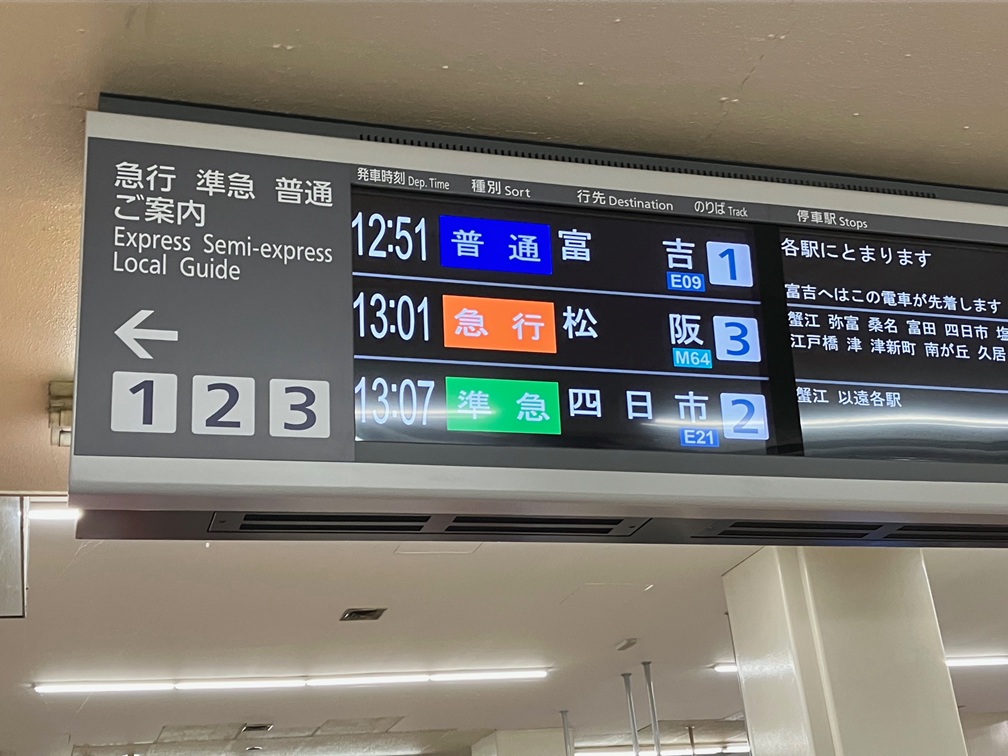 急行 準急 普通
ご案内
Express Semi-express
Local Guide
←
1 2 3
発車時刻 Dep. Time 種別 Sort 行先 Destination のりば Track 停車駅 Stops
12:51 普通 富吉 E09 1 各駅にとまります
富吉へはこの電車が先着します
13:01 急行 松阪 M64 3 蟹江 弥富 桑名 富田 四日市 塩
江戸橋 津 津新町 南が丘 久居
13:07 準急 四日市 E21 2 蟹江 以遠各駅